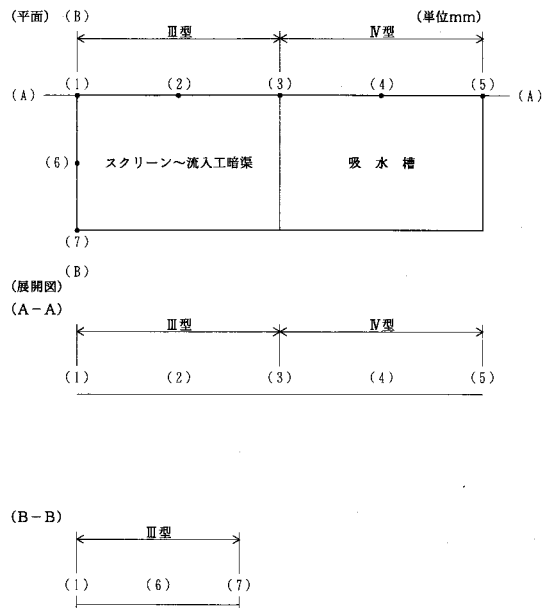 (平面) (B) (単位mm)
Ⅲ型 Ⅳ型
(1) (2) (3) (4) (5)
(A) (A)
(6) スクリーン～流入工暗渠 吸水槽
(7)
(B)
(展開図)
(A-A)
Ⅲ型 Ⅳ型
(1) (2) (3) (4) (5)
(B-B)
Ⅲ型
(1) (6) (7)